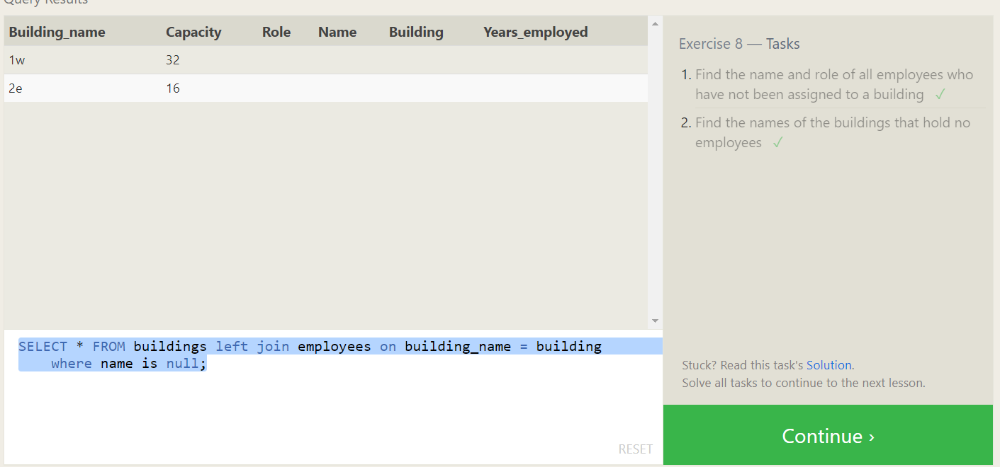 Query Results
Building_name Capacity Role Name Building Years_employed
1w 32
2e 16
SELECT * FROM buildings left join employees on building_name = building
where name is null;
RESET
Exercise 8 — Tasks
1. Find the name and role of all employees who
have not been assigned to a building ✓
2. Find the names of the buildings that hold no
employees ✓
Stuck? Read this task's Solution.
Solve all tasks to continue to the next lesson.
Continue ›